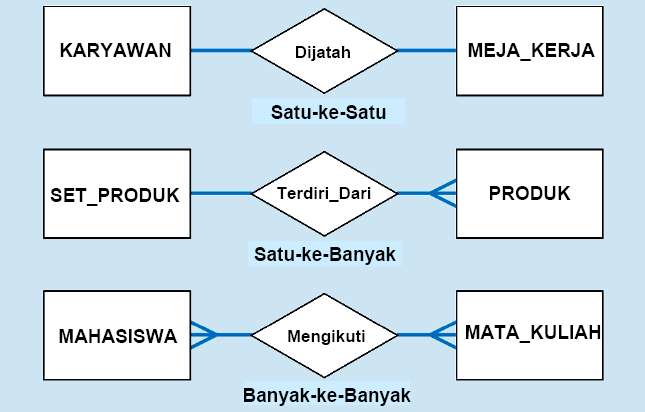 KARYAWAN Dijatah MEJA_KERJA
Satu-ke-Satu
SET_PRODUK Terdiri_Dari PRODUK
Satu-ke-Banyak
MAHASISWA Mengikuti MATA_KULIAH
Banyak-ke-Banyak